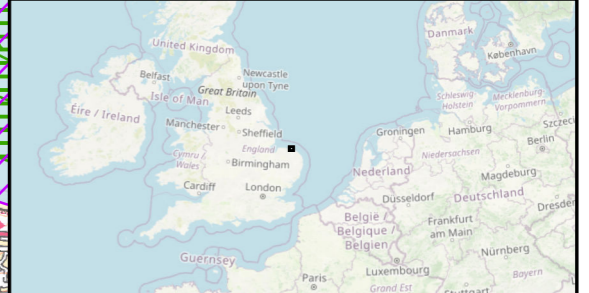 Danmark
København
United Kingdom
Belfast
Newcastle
upon Tyne
Great Britain
Isle of Man
Schleswig
Holstein
Mecklenburg
Vorpommern
Éire / Ireland
Leeds
Manchester
Sheffield
Groningen
Hamburg
Szczec
Berlin
England
Cymru /
Wales
Birmingham
Niedersachsen
Nederland
Magdeburg
Cardiff
London
Düsseldorf
Deutschland
Dresde
België /
Belgique /
Belgien
Frankfurt
am Main
Guernsey
Nürnberg
Luxembourg
Paris
Bayern
Grand Est
Stuttgart